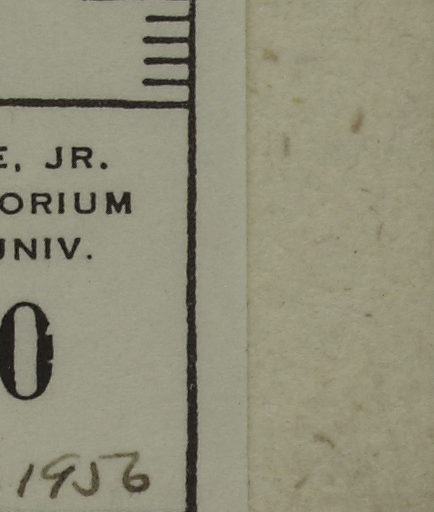 E, JR.
ORIUM
UNIV.
0
1956